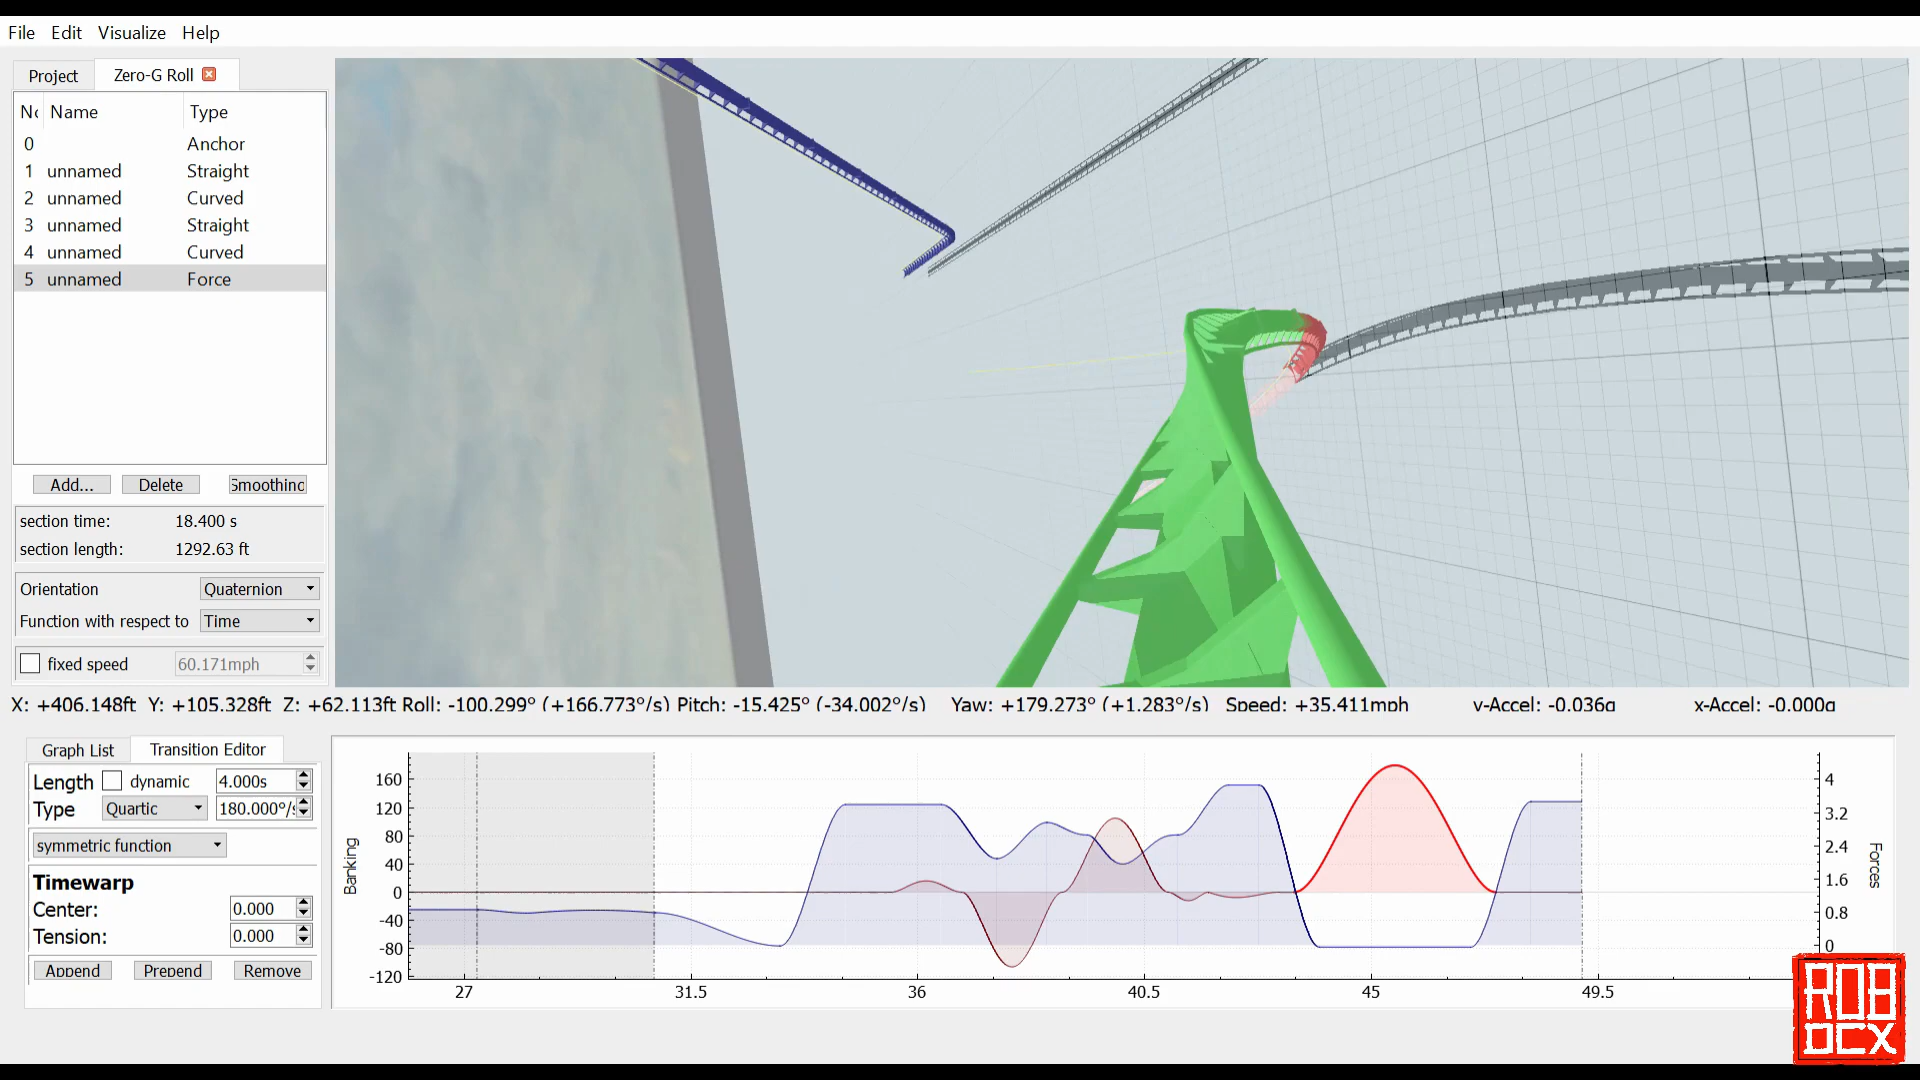 File Edit Visualize Help
Project Zero-G Roll
Name Type
0 Anchor
1 unnamed Straight
2 unnamed Curved
3 unnamed Straight
4 unnamed Curved
5 unnamed Force
Add... Delete Smoothing
section time: 18.400 s
section length: 1292.63 ft
Orientation Quaternion
Function with respect to Time
fixed speed 60.171mph
X: +406.148ft Y: +105.328ft Z: +62.113ft Roll: -100.299° (+166.773°/s) Pitch: -15.425° (-34.002°/s) Yaw: +179.273° (+1.283°/s) Speed: +35.411mph y-Accel: -0.036g x-Accel: -0.000g
Graph List Transition Editor
Length dynamic 4.000s
Type Quartic 180.000°/s
symmetric function
Timewarp
Center: 0.000
Tension: 0.000
Append Prepend Remove
Banking
160
120
80
40
0
-40
-80
-120
27 31.5 36 40.5 45 49.5
4
3.2
2.4
1.6
0.8
0
Forces
ROB
OCX